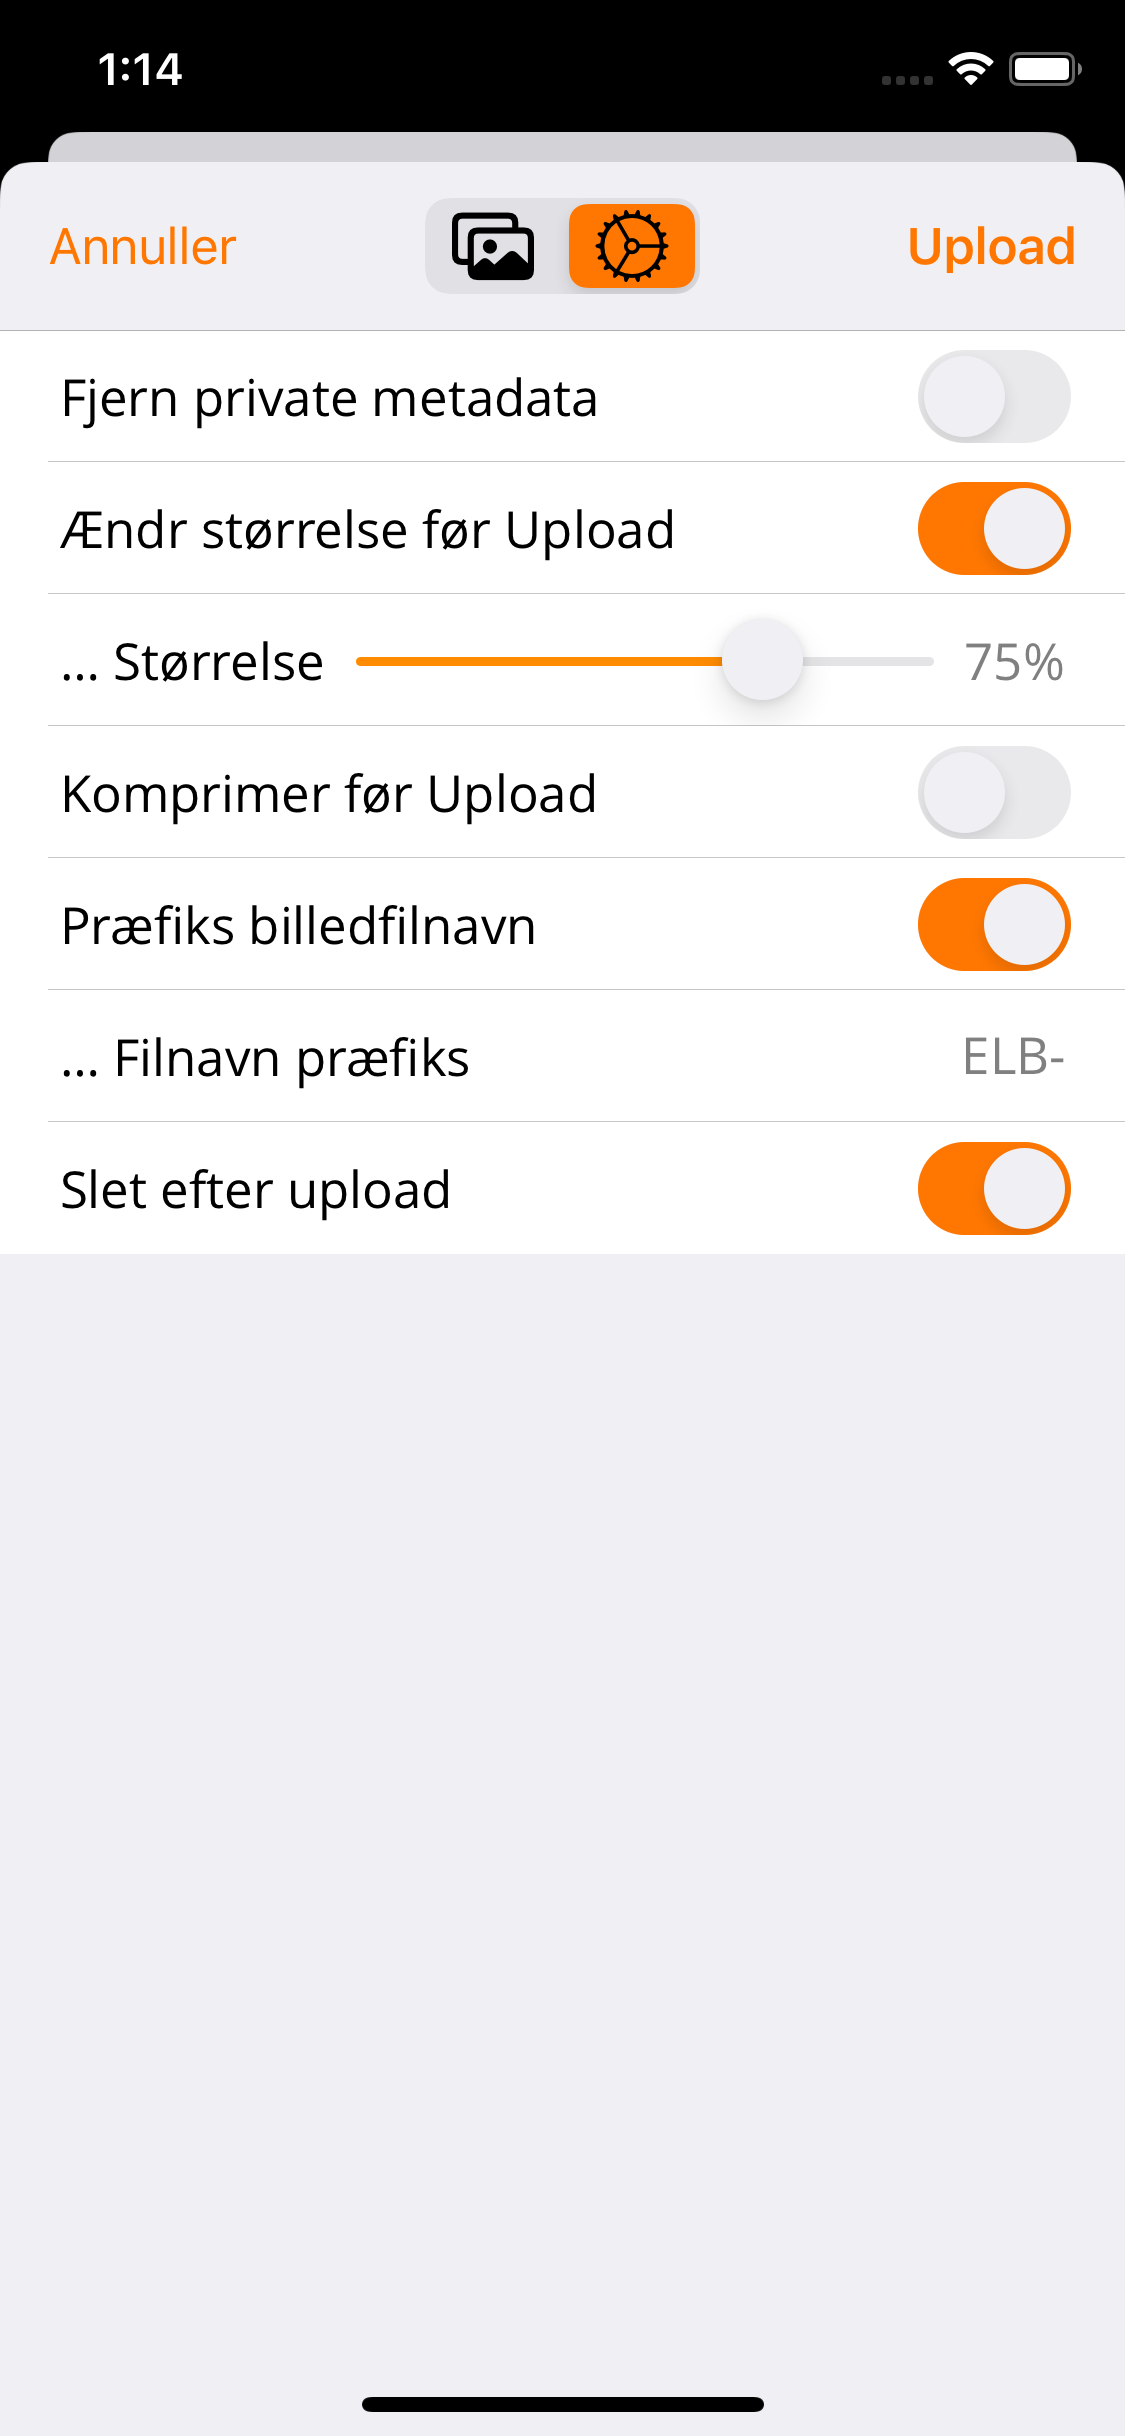 1:14
Annuller
Upload
Fjern private metadata
Ændr størrelse før Upload
... Størrelse 75%
Komprimer før Upload
Præfiks billedfilnavn
... Filnavn præfiks ELB-
Slet efter upload